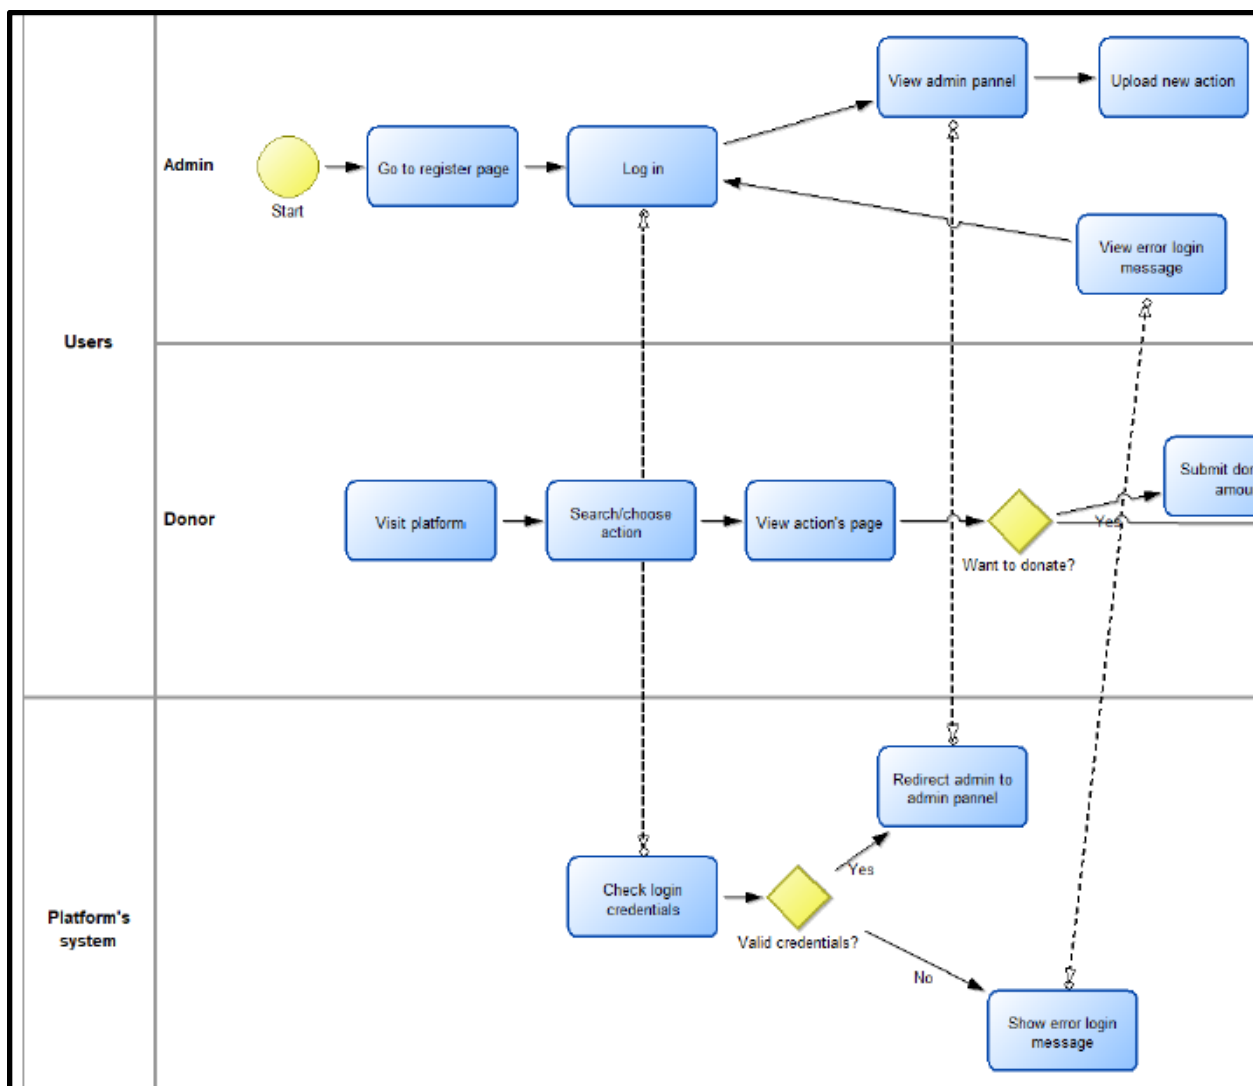 View admin pannel
Upload new action
Admin
Go to register page
Log in
Start
View error login
message
Users
Donor
Visit platform
Search/choose
action
View action's page
Want to donate?
Yes
Submit
Redirect admin to
admin pannel
Yes
Check login
credentials
Valid credentials?
No
Platform's
system
Show error login
message